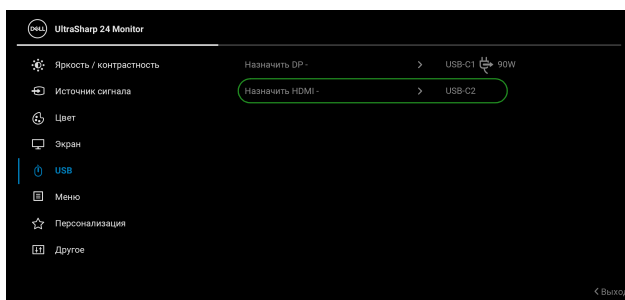 DELL UltraSharp 24 Monitor
Яркость / контрастность
Назначить DP - > USB-C1 90W
Источник сигнала
Назначить HDMI - > USB-C2
Цвет
Экран
USB
Меню
Персонализация
Другое
< Выход